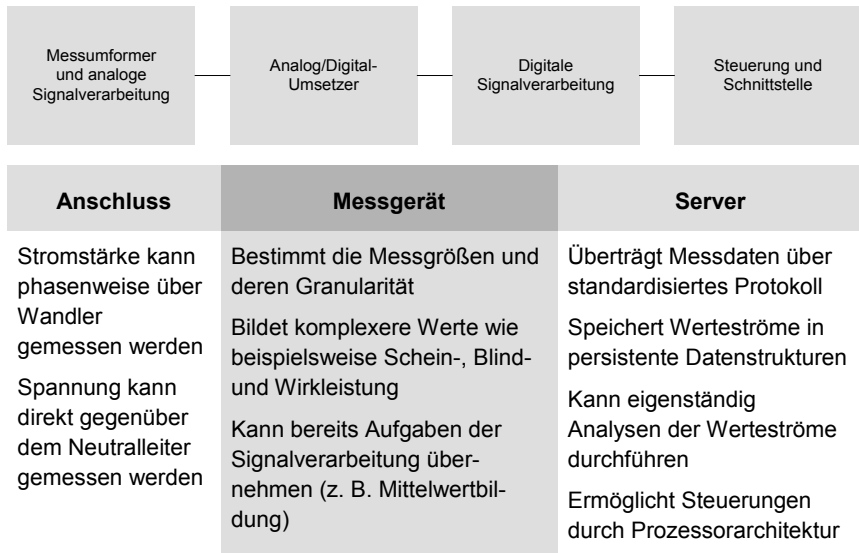 Messumformer
und analoge
Signalverarbeitung
Analog/Digital-
Umsetzer
Digitale
Signalverarbeitung
Steuerung und
Schnittstelle
Anschluss
Stromstärke kann
phasenweise über
Wandler
gemessen werden
Spannung kann
direkt gegenüber
dem Neutralleiter
gemessen werden
Messgerät
Bestimmt die Messgrößen und
deren Granularität
Bildet komplexere Werte wie
beispielsweise Schein-, Blind-
und Wirkleistung
Kann bereits Aufgaben der
Signalverarbeitung über-
nehmen (z. B. Mittelwertbil-
dung)
Server
Überträgt Messdaten über
standardisiertes Protokoll
Speichert Werteströme in
persistente Datenstrukturen
Kann eigenständig
Analysen der Werteströme
durchführen
Ermöglicht Steuerungen
durch Prozessorarchitektur